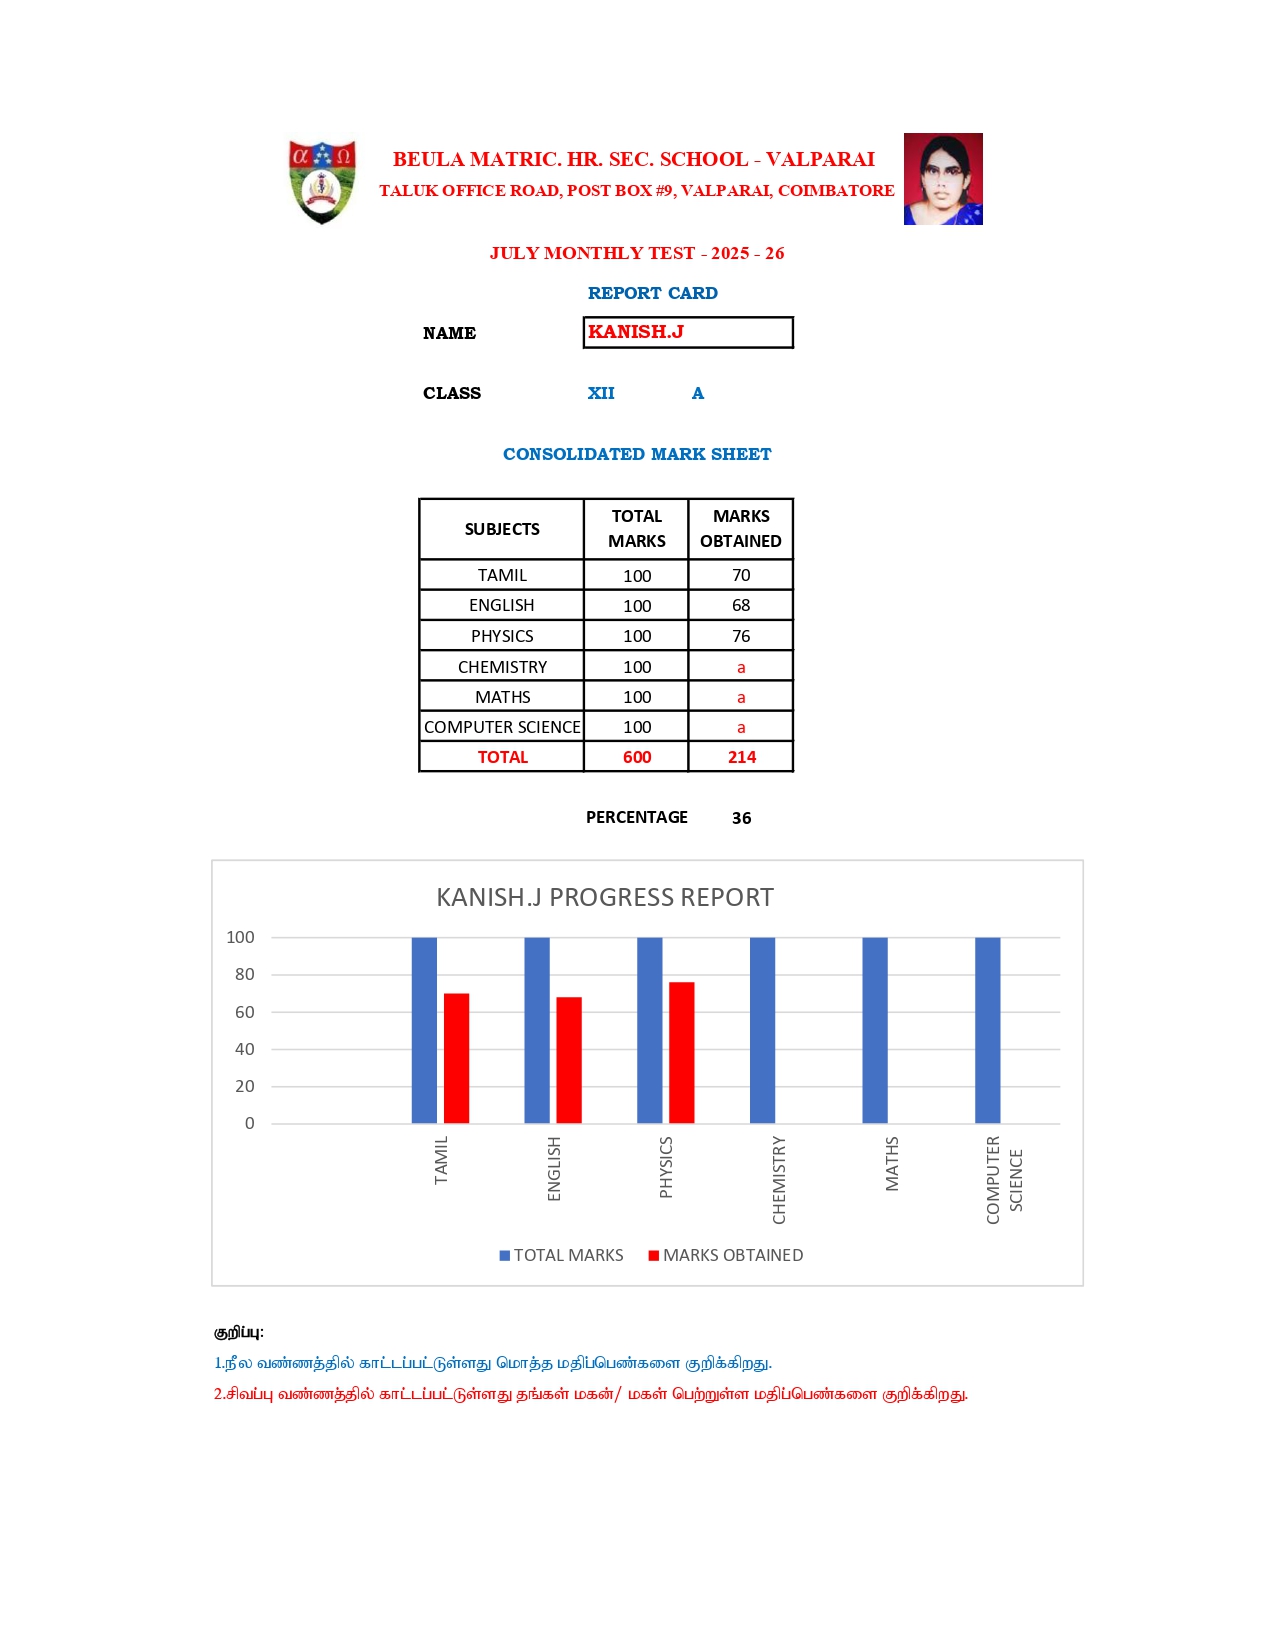 α Ω
BEULA MATRIC. HR. SEC. SCHOOL - VALPARAI
TALUK OFFICE ROAD, POST BOX #9, VALPARAI, COIMBATORE
JULY MONTHLY TEST - 2025 - 26
REPORT CARD
NAME KANISH.J
CLASS XII A
CONSOLIDATED MARK SHEET
SUBJECTS TOTAL MARKS MARKS OBTAINED
TAMIL 100 70
ENGLISH 100 68
PHYSICS 100 76
CHEMISTRY 100 a
MATHS 100 a
COMPUTER SCIENCE 100 a
TOTAL 600 214
PERCENTAGE 36
KANISH.J PROGRESS REPORT
100
80
60
40
20
0
TAMIL
ENGLISH
PHYSICS
CHEMISTRY
MATHS
COMPUTER SCIENCE
TOTAL MARKS MARKS OBTAINED
குறிப்பு:
1.நீல வண்ணத்தில் காட்டப்பட்டுள்ளது மொத்த மதிப்பெண்களை குறிக்கிறது.
2.சிவப்பு வண்ணத்தில் காட்டப்பட்டுள்ளது தங்கள் மகன்/ மகள் பெற்றுள்ள மதிப்பெண்களை குறிக்கிறது.